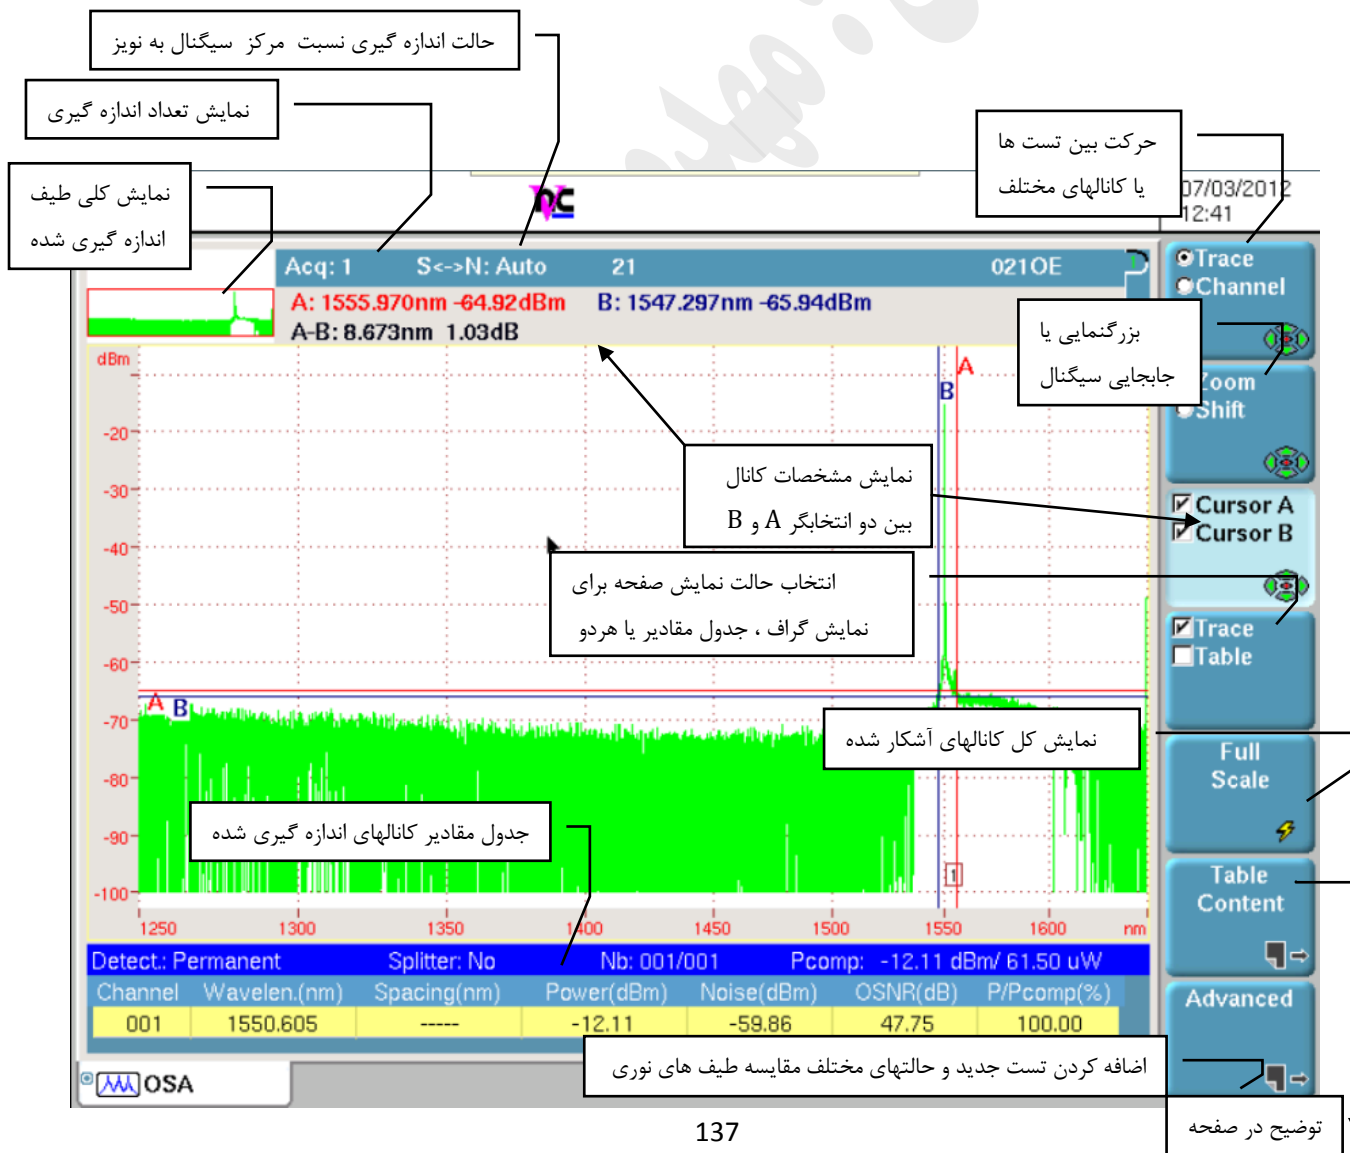 حالت اندازه گیری نسبت مرکز سیگنال به نویز
نمایش تعداد اندازه گیری
حرکت بین تست ها
یا کانالهای مختلف
نمایش کلی طیف
اندازه گیری شده
07/03/2012
12:41
Acq: 1 S<->N: Auto 21 021OE
A: 1555.970nm -64.92dBm B: 1547.297nm -65.94dBm
A-B: 8.673nm 1.03dB
Trace
Channel
بزرگنمایی یا
جابجایی سیگنال
Zoom
Shift
dBm
A
B
-20
-30
-40
-50
-60
-70
-80
-90
-100
نمایش مشخصات کانال
بین دو انتخابگر A و B
Cursor A
Cursor B
انتخاب حالت نمایش صفحه برای
نمایش گراف ، جدول مقادیر یا هردو
Trace
Table
A B
نمایش کل کانالهای آشکار شده
Full
Scale
جدول مقادیر کانالهای اندازه گیری شده
1
Table
Content
1250 1300 1350 1400 1450 1500 1550 1600 nm
Detect.: Permanent Splitter: No Nb: 001/001 Pcomp: -12.11 dBm/ 61.50 uW
Channel Wavelen.(nm) Spacing(nm) Power(dBm) Noise(dBm) OSNR(dB) P/Pcomp(%)
001 1550.605 ----- -12.11 -59.86 47.75 100.00
Advanced
اضافه کردن تست جدید و حالتهای مختلف مقایسه طیف های نوری
OSA
توضیح در صفحه
137